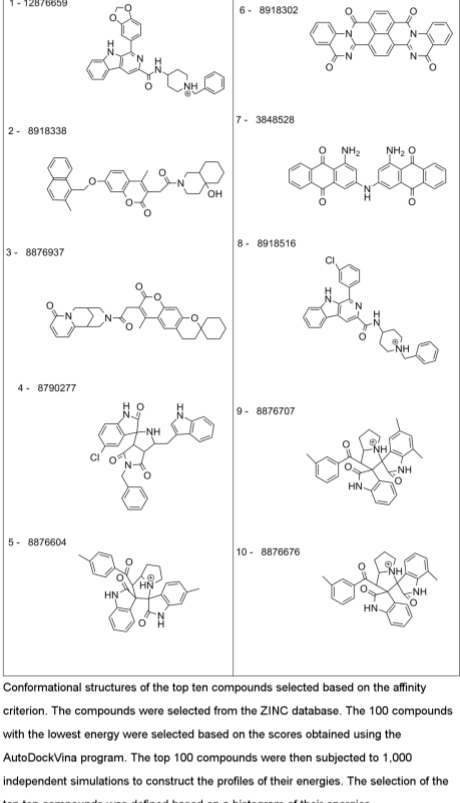 1 - 12876659
6 - 8918302
2 - 8918338
7 - 3848528
3 - 8876937
8 - 8918516
4 - 8790277
9 - 8876707
5 - 8876604
10 - 8876676
Conformational structures of the top ten compounds selected based on the affinity
criterion. The compounds were selected from the ZINC database. The 100 compounds
with the lowest energy were selected based on the scores obtained using the
AutoDockVina program. The top 100 compounds were then subjected to 1,000
independent simulations to construct the profiles of their energies. The selection of the